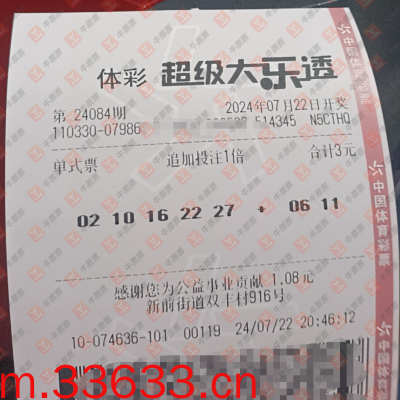 体彩 超级大乐透
第 24084期 2024年07月22日开奖
110330-07986 514345 N5CTHQ
单式票 追加投注1倍 合计3元
02 10 16 22 27 + 06 11
感谢您为公益事业贡献 1.08元
新前街道双丰村916号
10-074636-101 00119 24/07/22 20:46:12
m.33633.cn
中国体育彩票